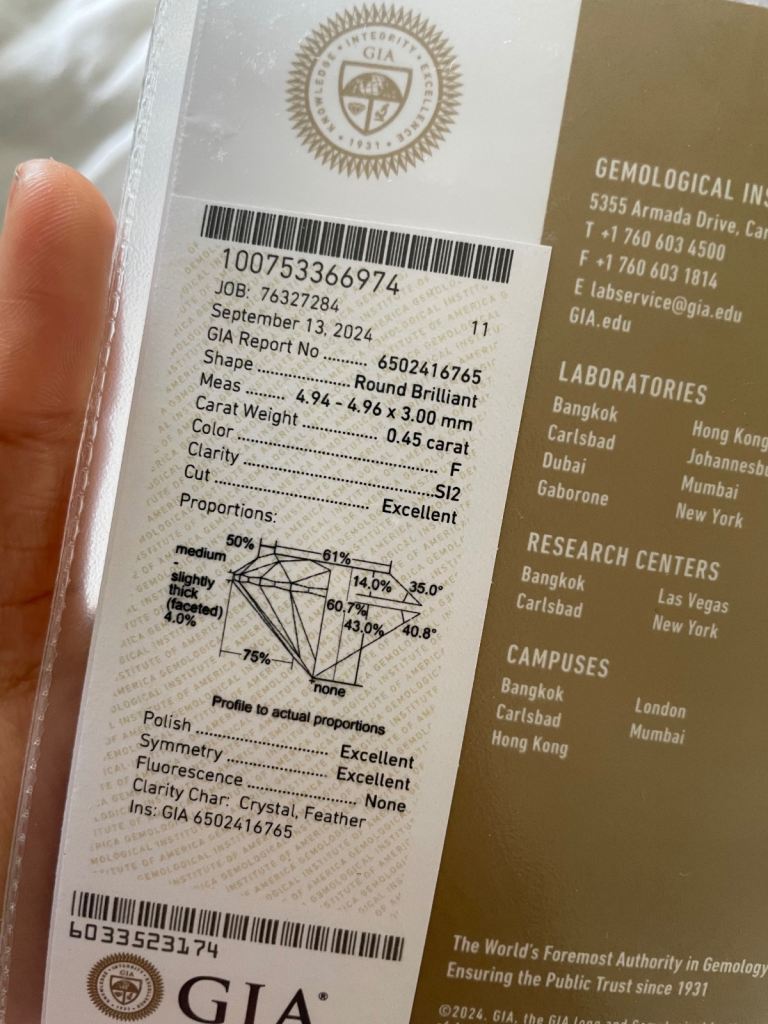 KNOWLEDGE • INTEGRITY • EXCELLENCE
GIA
• 1931 •
100753366974
JOB: 76327284
September 13, 2024 11
GIA Report No .......... 6502416765
Shape ..................... Round Brilliant
Meas ........ 4.94 - 4.96 x 3.00 mm
Carat Weight ................. 0.45 carat
Color ............................................... F
Clarity ........................................... SI2
Cut ....................................... Excellent
Proportions:
50%
61%
medium
-
slightly
thick
(faceted)
4.0%
14.0%
35.0°
60.7%
43.0%
40.8°
75%
none
Profile to actual proportions
Polish ............................ Excellent
Symmetry ..................... Excellent
Fluorescence ....................... None
Clarity Char: Crystal, Feather
Ins: GIA 6502416765
6033523174
GIA®
GEMOLOGICAL
5355 Armada Drive,
T +1 760 603 4500
F +1 760 603 1814
E labservice@gia.edu
GIA.edu
LABORATORIES
Bangkok Hong Kong
Carlsbad
Dubai Mumbai
Gaborone New York
RESEARCH CENTERS
Bangkok Las Vegas
Carlsbad New York
CAMPUSES
Bangkok London
Carlsbad Mumbai
Hong Kong
The World's Foremost Authority in Gemology
Ensuring the Public Trust since 1931
©2024. GIA, the GIA logo and